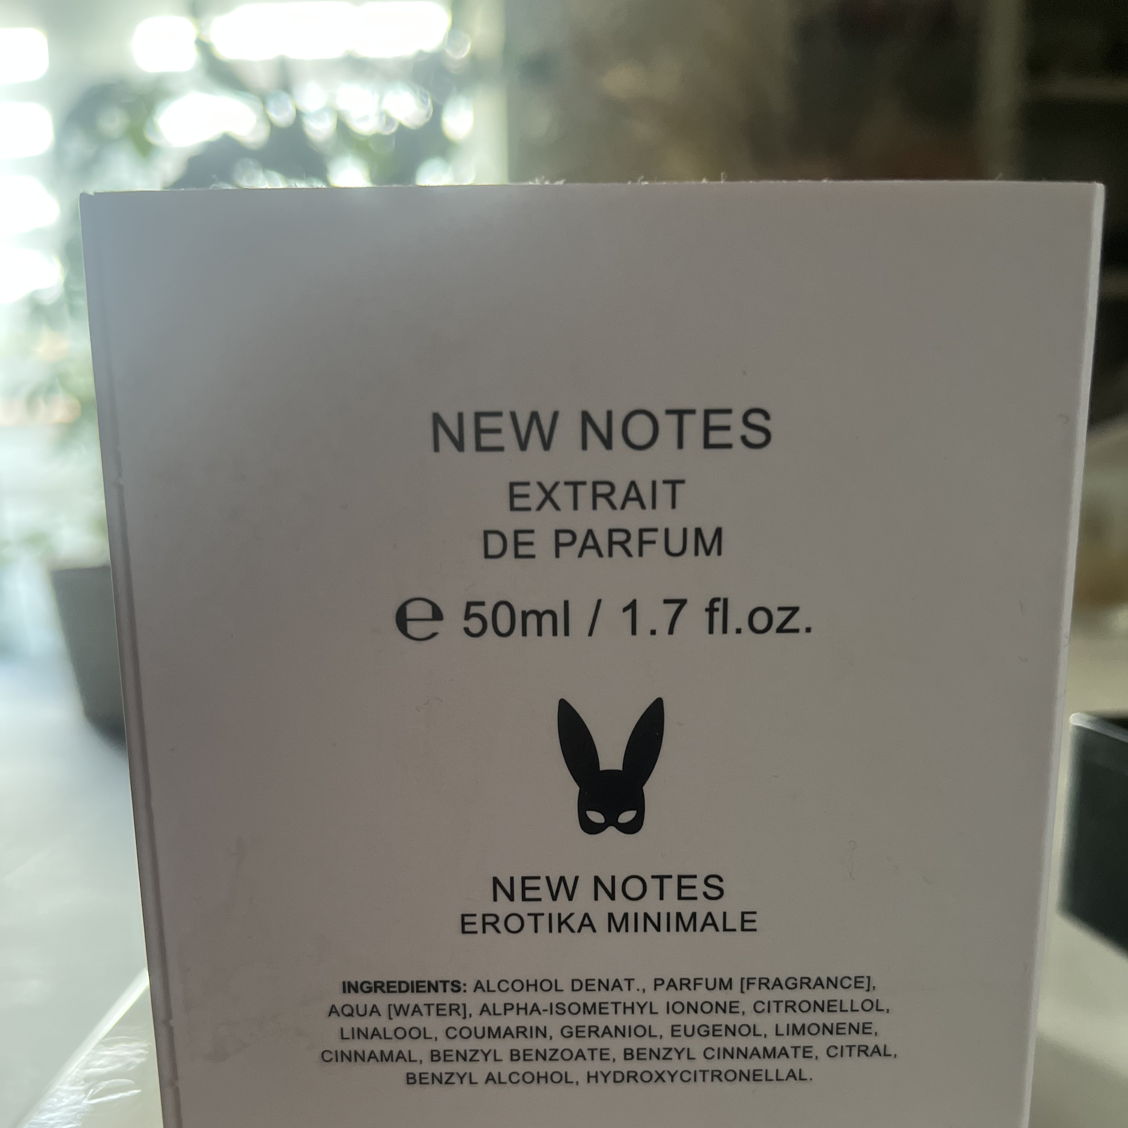 NEW NOTES
EXTRAIT
DE PARFUM
℮ 50ml / 1.7 fl.oz.
NEW NOTES
EROTIKA MINIMALE
INGREDIENTS: ALCOHOL DENAT., PARFUM [FRAGRANCE],
AQUA [WATER], ALPHA-ISOMETHYL IONONE, CITRONELLOL,
LINALOOL, COUMARIN, GERANIOL, EUGENOL, LIMONENE,
CINNAMAL, BENZYL BENZOATE, BENZYL CINNAMATE, CITRAL,
BENZYL ALCOHOL, HYDROXYCITRONELLAL.